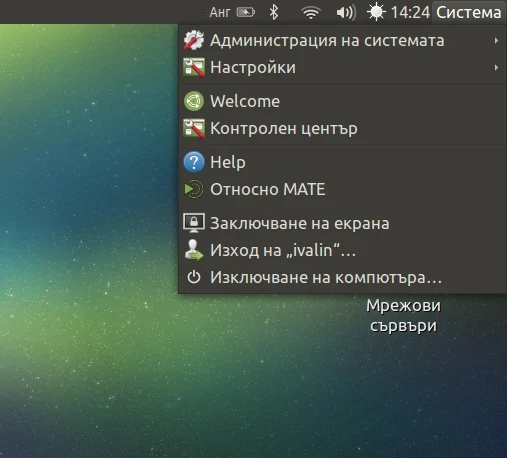 Анг 14:24 Система
Администрация на системата
Настройки
Welcome
Контролен център
Help
Относно MATE
Заключване на екрана
Изход на „ivalin“…
Изключване на компютъра…
Мрежови
сървъри